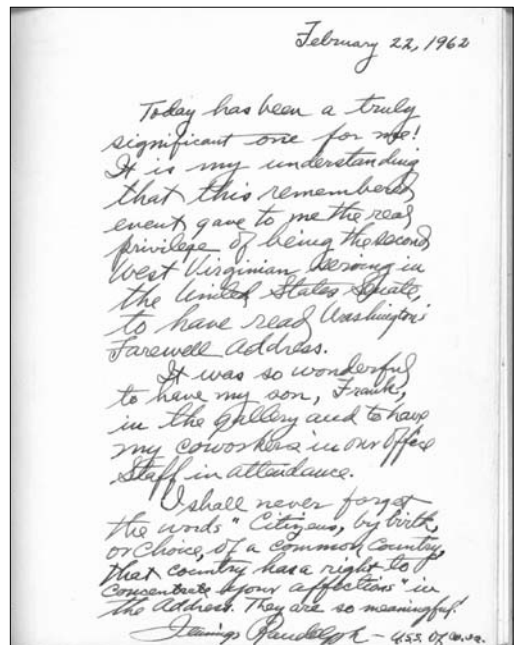 February 22, 1962
Today has been a truly
significant one for me!
It is my understanding
that this remembered
event gave to me the real
privilege of being the second
West Virginian serving in
the United States Senate,
to have read Washington's
Farewell Address.
It was so wonderful
to have my son, Frank,
in the gallery and to have
my coworkers in our office
staff in attendance.
I shall never forget
the words "Citizens, by birth,
or choice, of a common country,
that country has a right to
concentrate your affections" in
the Address. They are so meaningful!
Jennings Randolph – U.S.S. of W. Va.